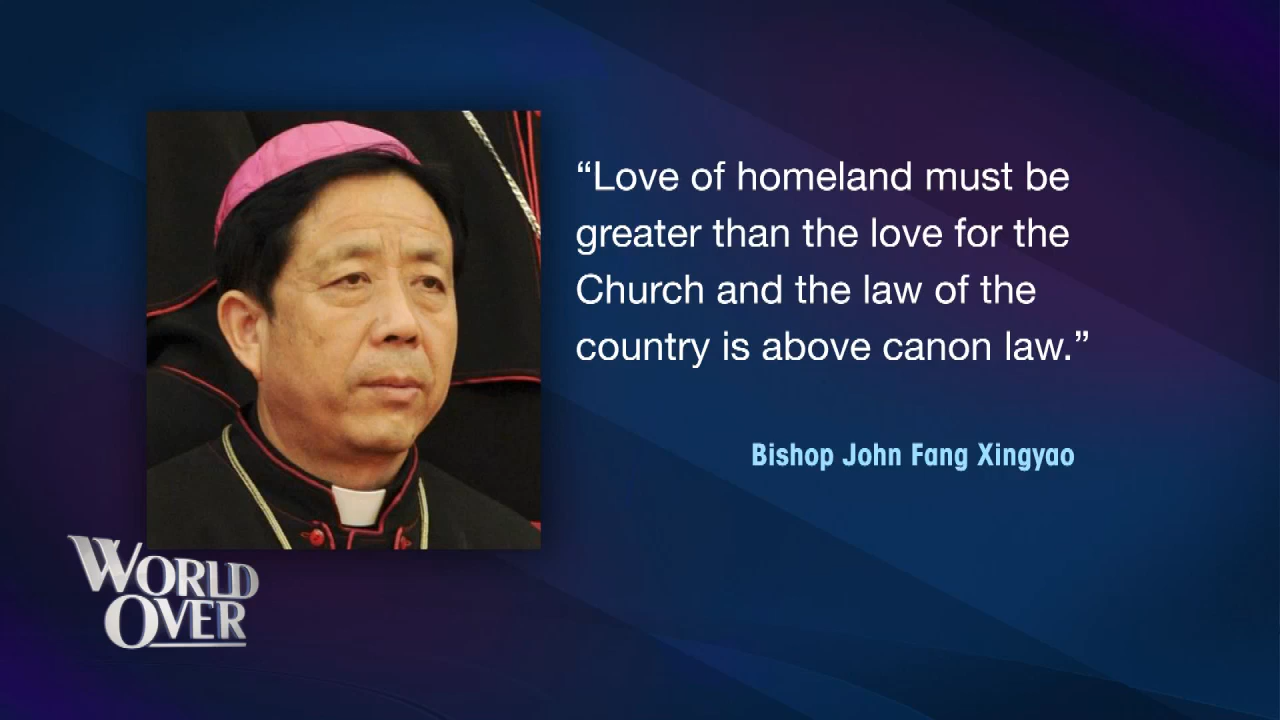 “Love of homeland must be
greater than the love for the
Church and the law of the
country is above canon law.”
Bishop John Fang Xingyao
WORLD
OVER